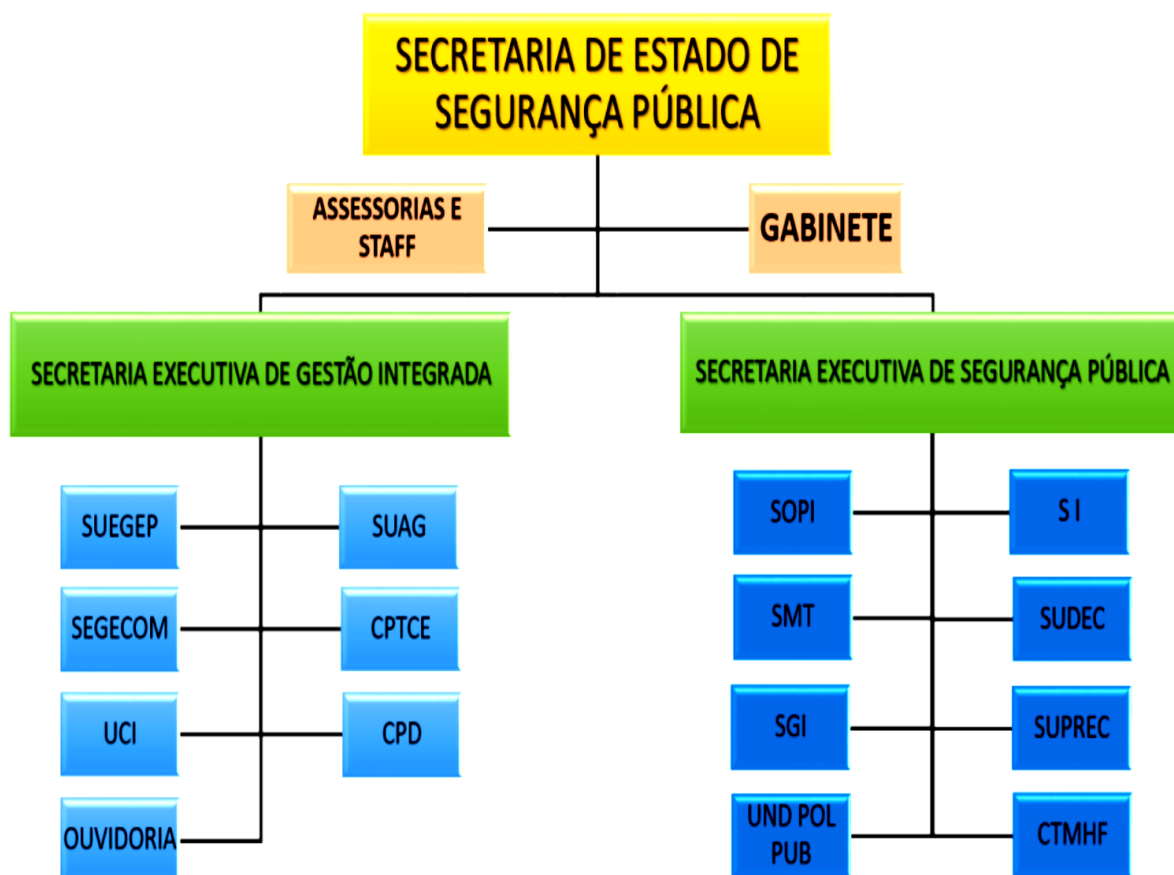 SECRETARIA DE ESTADO DE
SEGURANÇA PÚBLICA
ASSESSORIAS E
STAFF
GABINETE
SECRETARIA EXECUTIVA DE GESTÃO INTEGRADA
SECRETARIA EXECUTIVA DE SEGURANÇA PÚBLICA
SUEGEP
SUAG
SEGECOM
CPTCE
UCI
CPD
OUVIDORIA
SOPI
S I
SMT
SUDEC
SGI
SUPREC
UND POL
PUB
CTMHF